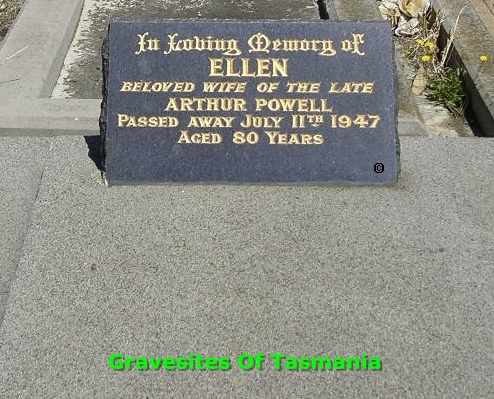 In Loving Memory of
ELLEN
BELOVED WIFE OF THE LATE
ARTHUR POWELL
PASSED AWAY JULY 11TH 1947
AGED 80 YEARS
©
Gravesites Of Tasmania